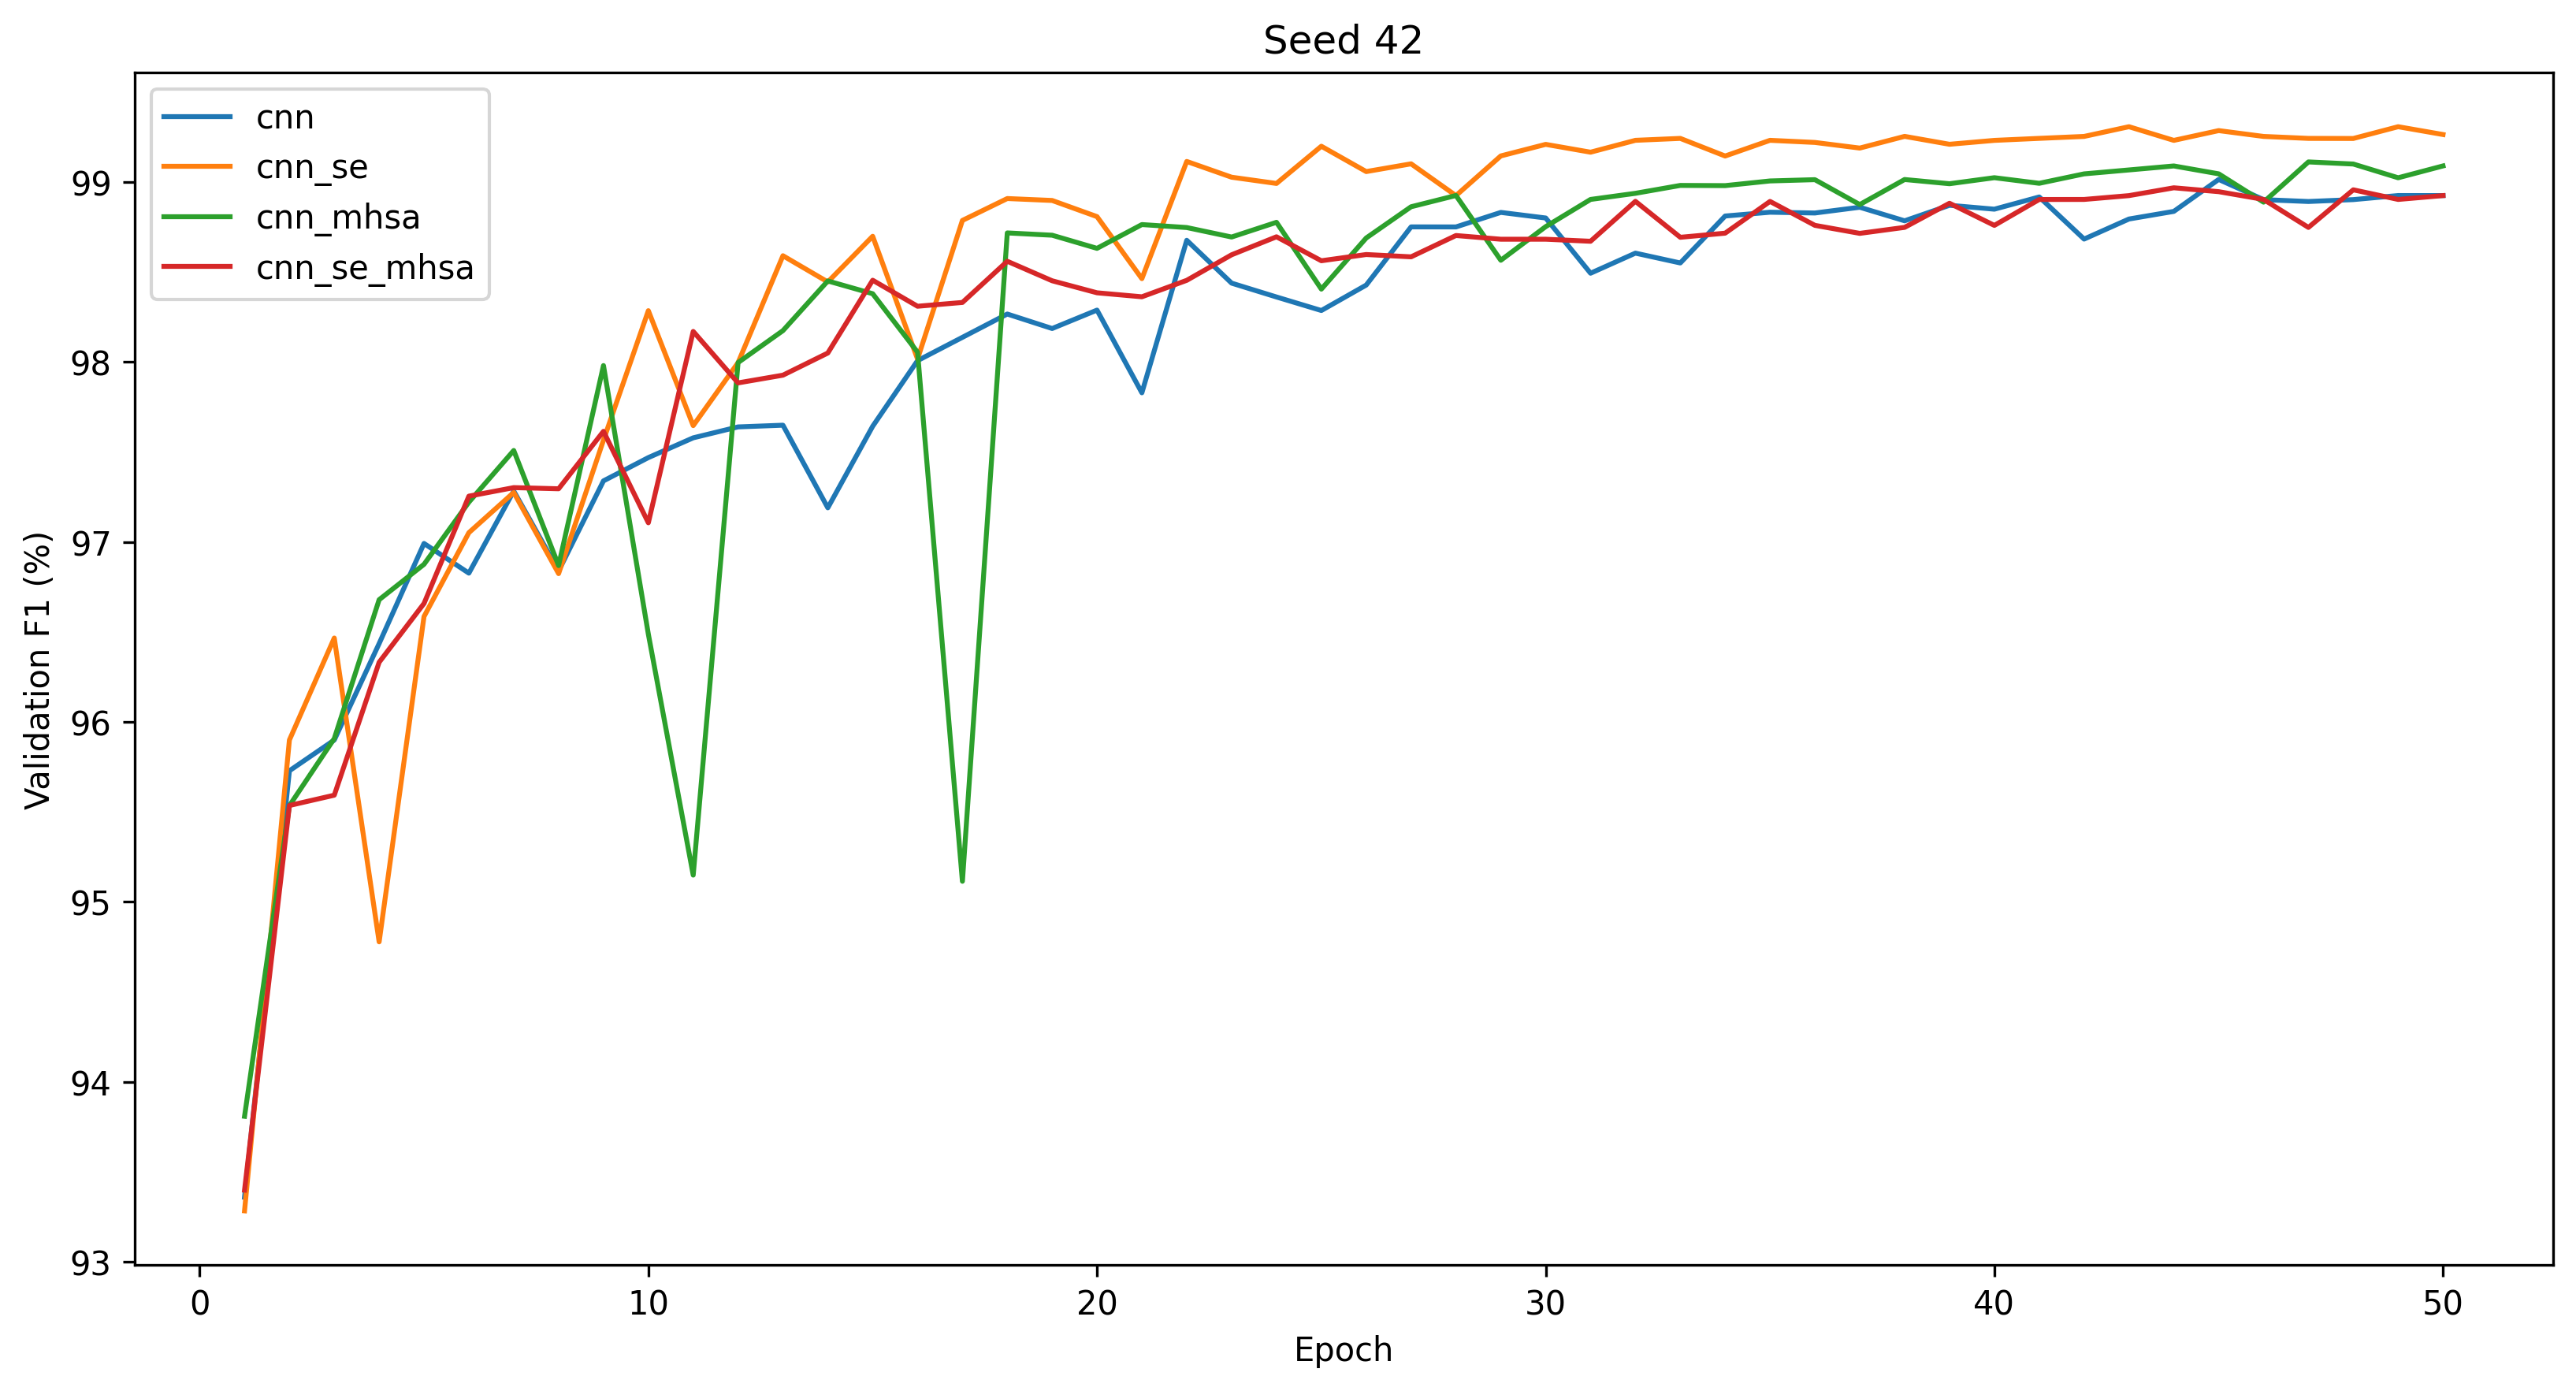 Seed 42
cnn
cnn_se
cnn_mhsa
cnn_se_mhsa
Validation F1 (%)
99
98
97
96
95
94
93
0 10 20 30 40 50
Epoch